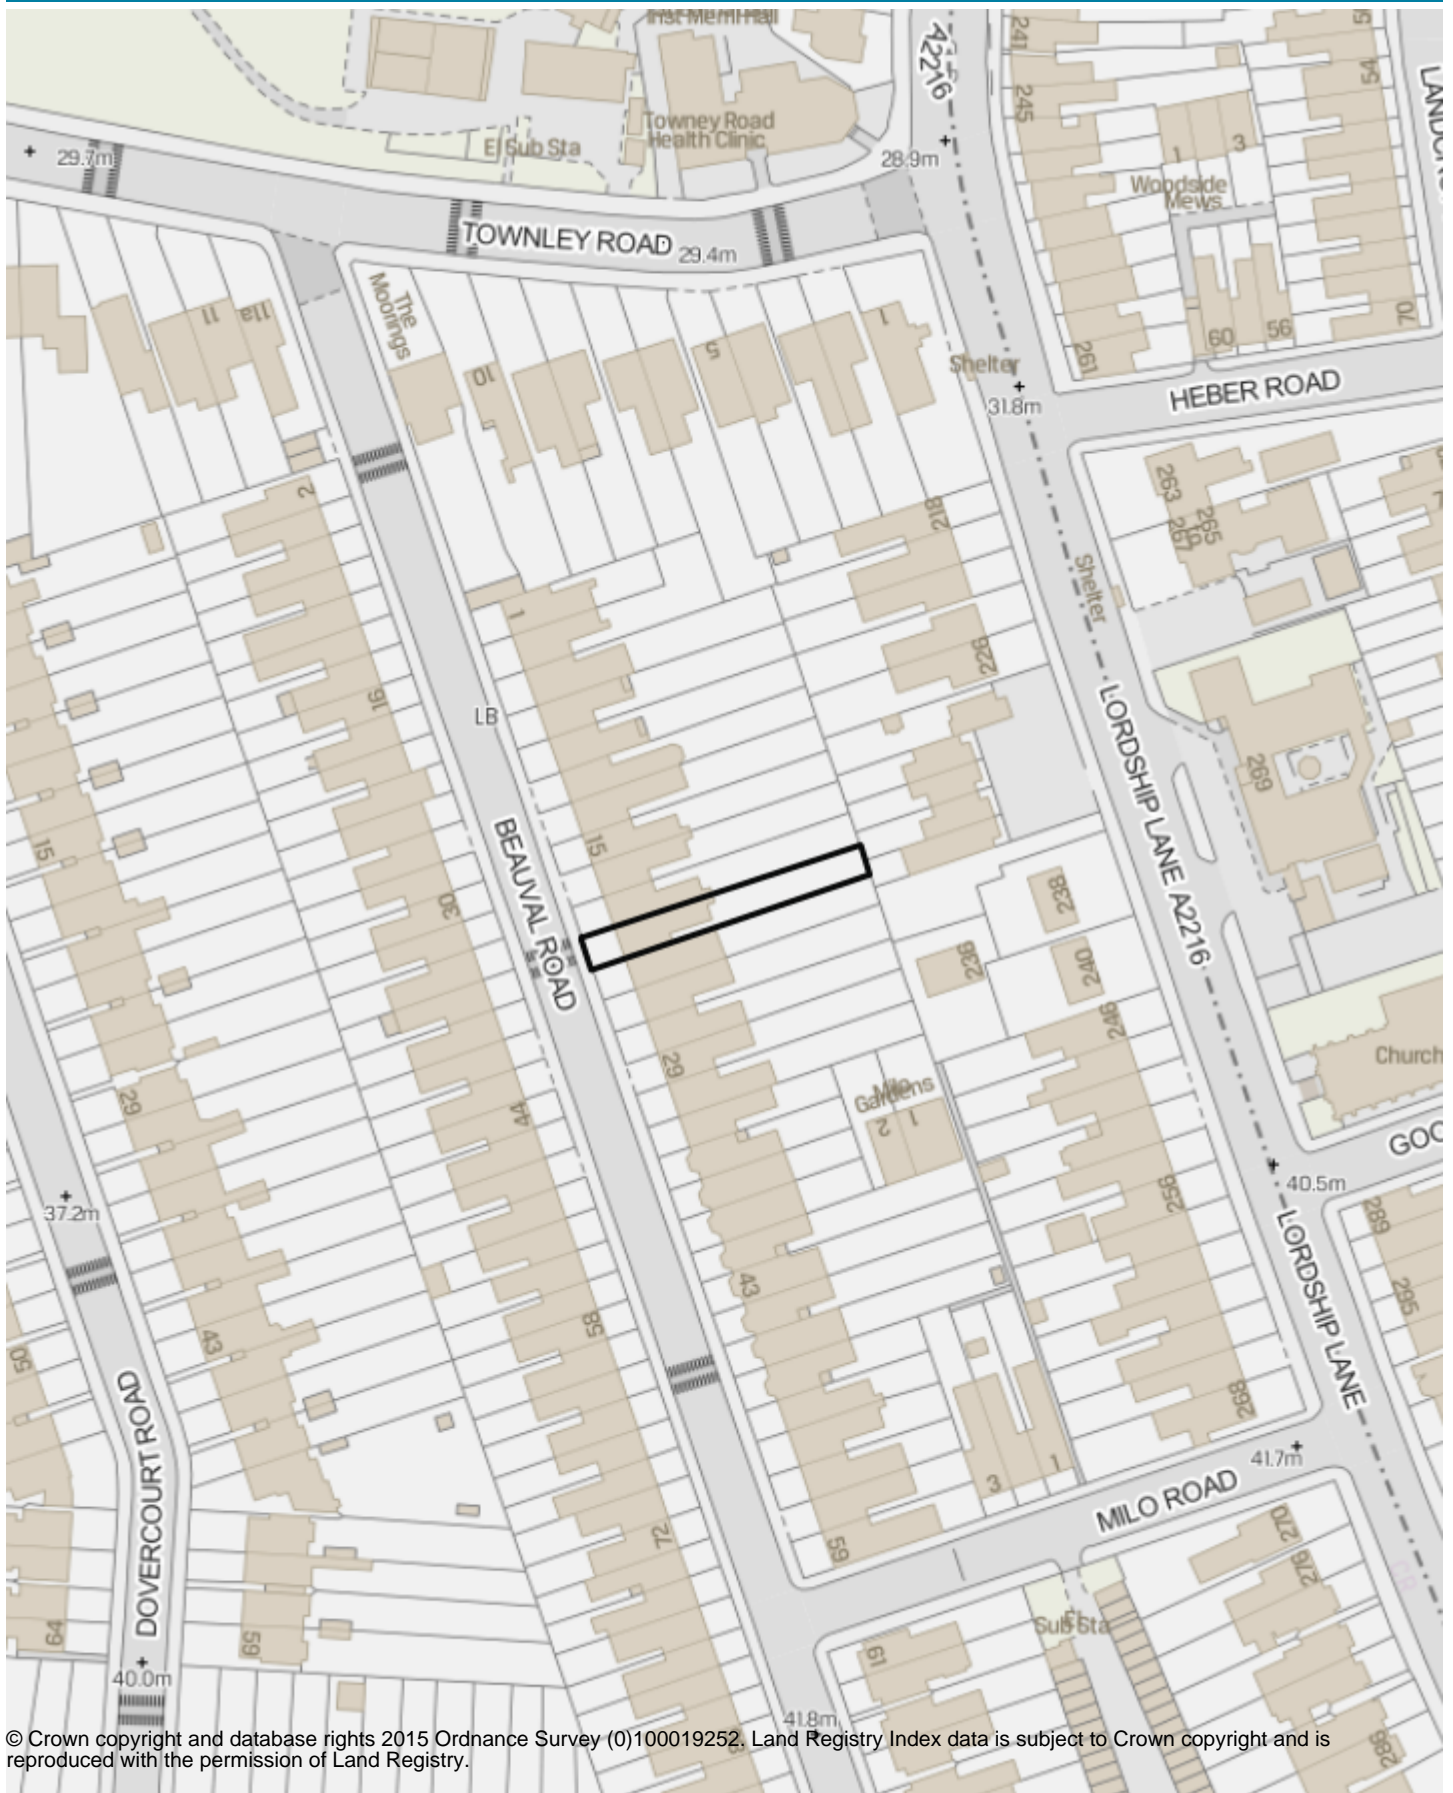 Inst Meml Hall
A2216
241
54
245
Towney Road
Health Clinic
El Sub Sta
3
1
29.7m
28.9m
Woodside
Mews
TOWNLEY ROAD
29.4m
The
Moorings
11
11a
1
60
56
70
5
10
Shelter
261
31.8m
HEBER ROAD
2
218
263
265
267
Shelter
1
226
16
LB
LORDSHIP LANE A2216
269
BEAUVAL ROAD
15
15
30
238
236
240
246
Church
29
62
44
Milo
Gardens
2
1
GOO
40.5m
37.2m
256
289
LORDSHIP LANE
43
58
295
43
50
DOVERCOURT ROAD
268
41.7m
3
1
MILO ROAD
72
65
270
276
El
Sub Sta
64
59
19
40.0m
41.8m
286
© Crown copyright and database rights 2015 Ordnance Survey (0)100019252. Land Registry Index data is subject to Crown copyright and is
reproduced with the permission of Land Registry.